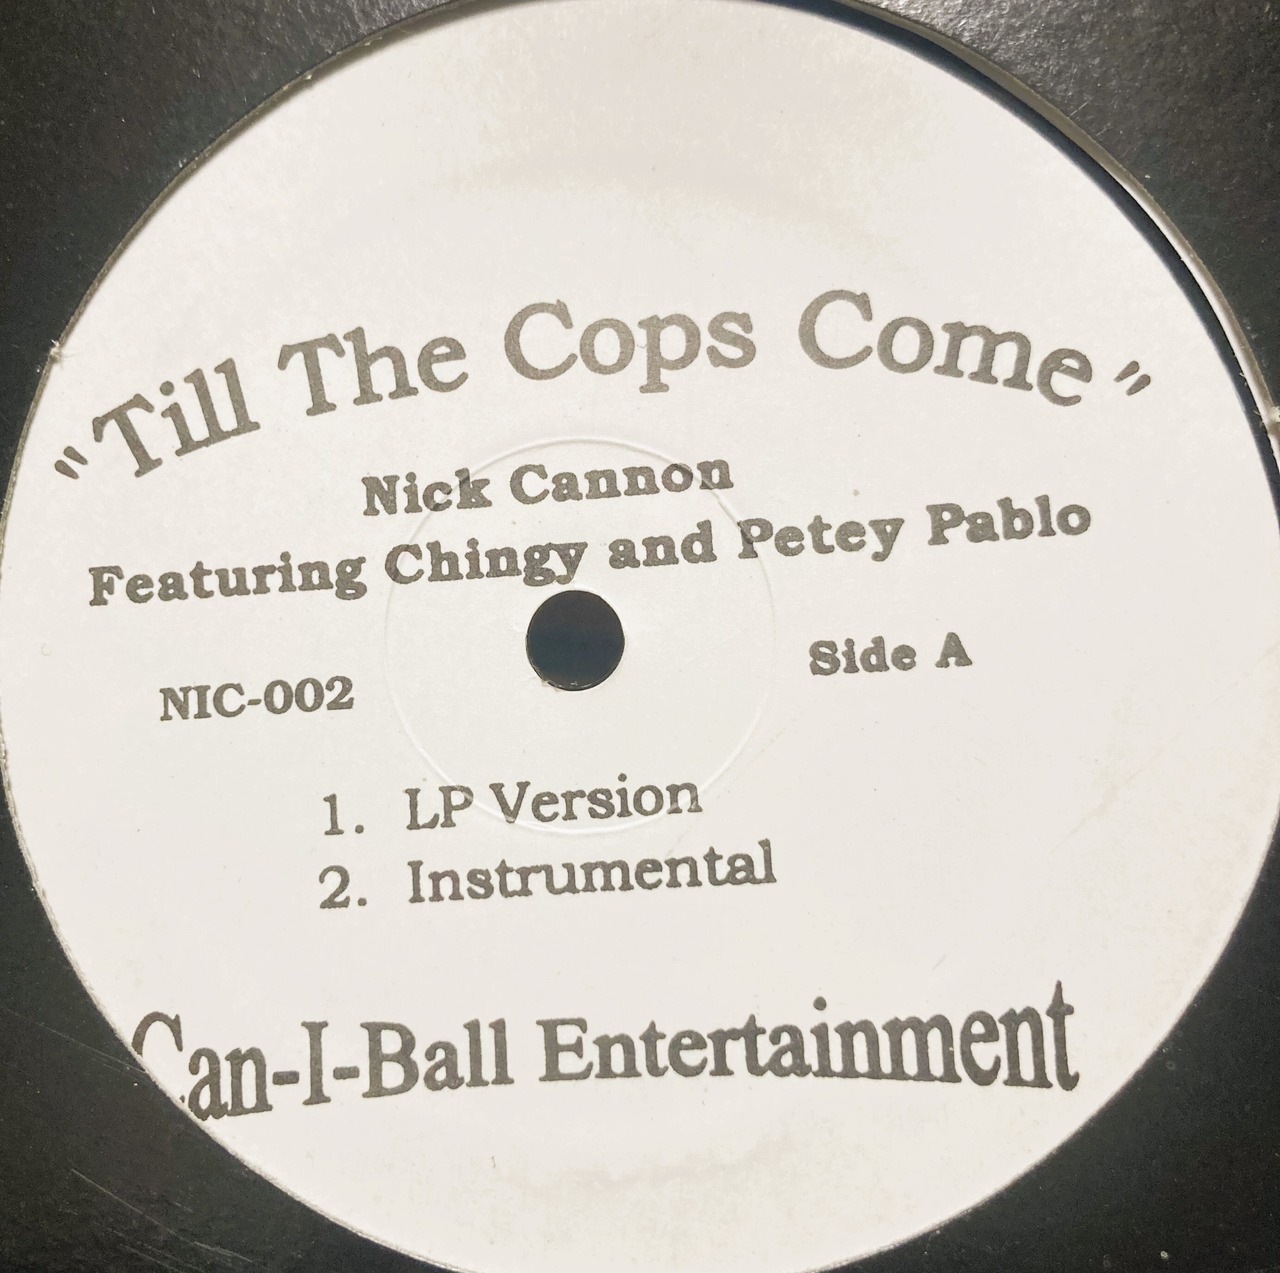 "Till The Cops Come"
Nick Cannon
Featuring Chingy and Petey Pablo
Side A
NIC-002
1. LP Version
2. Instrumental
Can-I-Ball Entertainment